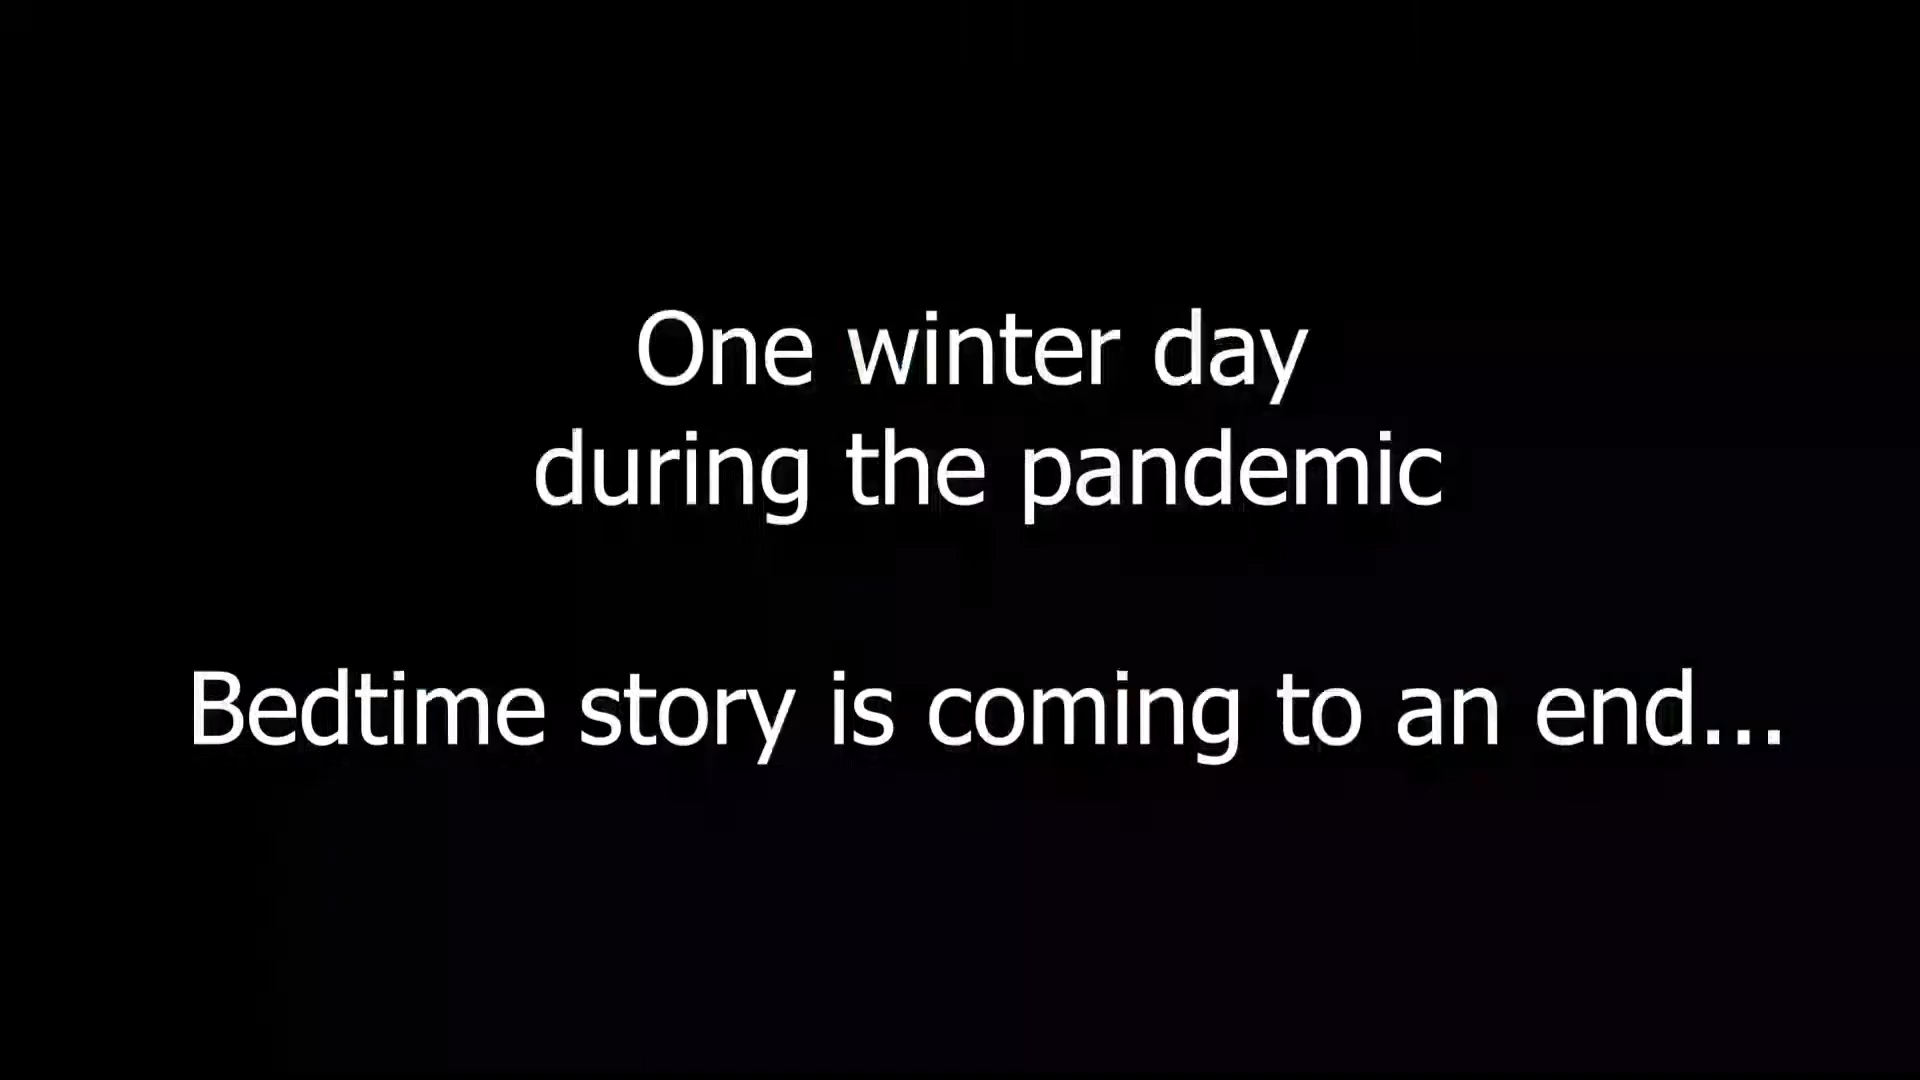 One winter day
during the pandemic
Bedtime story is coming to an end...